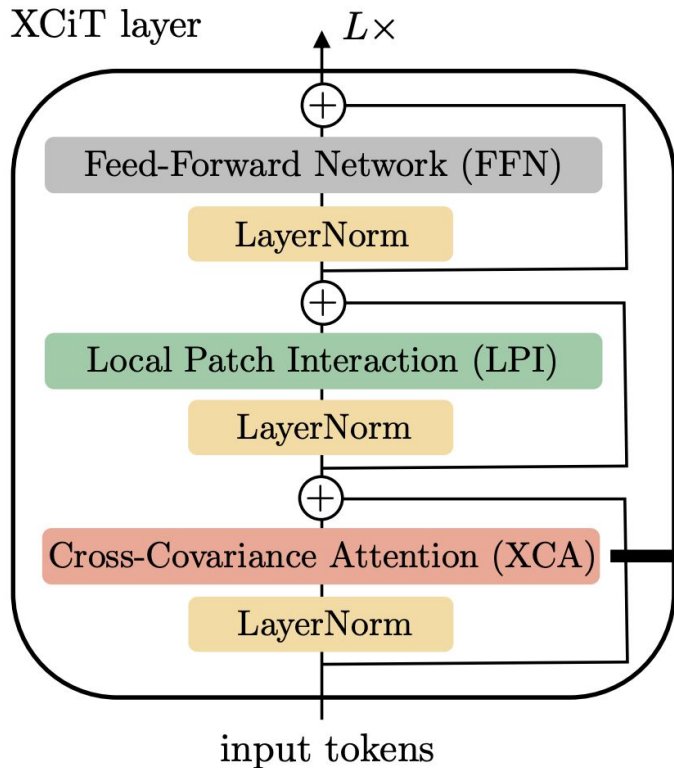 XCiT layer
L×
Feed-Forward Network (FFN)
LayerNorm
Local Patch Interaction (LPI)
LayerNorm
Cross-Covariance Attention (XCA)
LayerNorm
input tokens